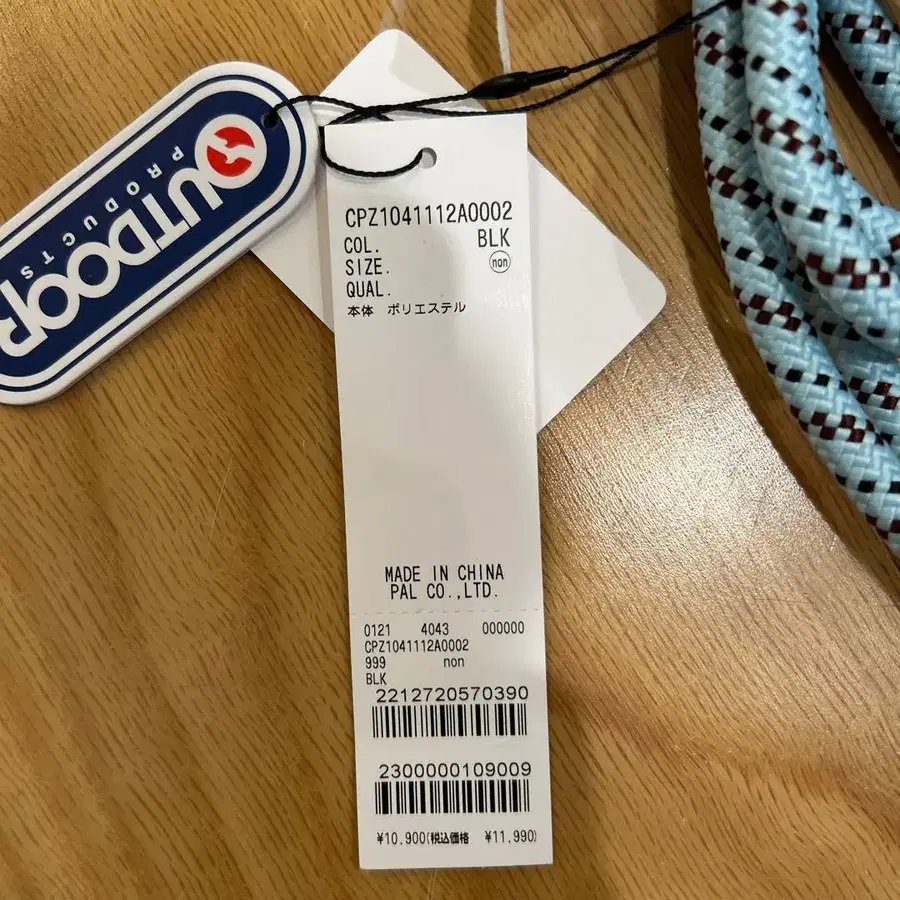 OUTDOOR
PRODUCTS
CPZ1041112A0002
COL. BLK
SIZE. non
QUAL.
本体 ポリエステル
MADE IN CHINA
PAL CO.,LTD.
0121 4043 000000
CPZ1041112A0002
999 non
BLK
2212720570390
2300000109009
¥10,900(税込価格 ¥11,990)